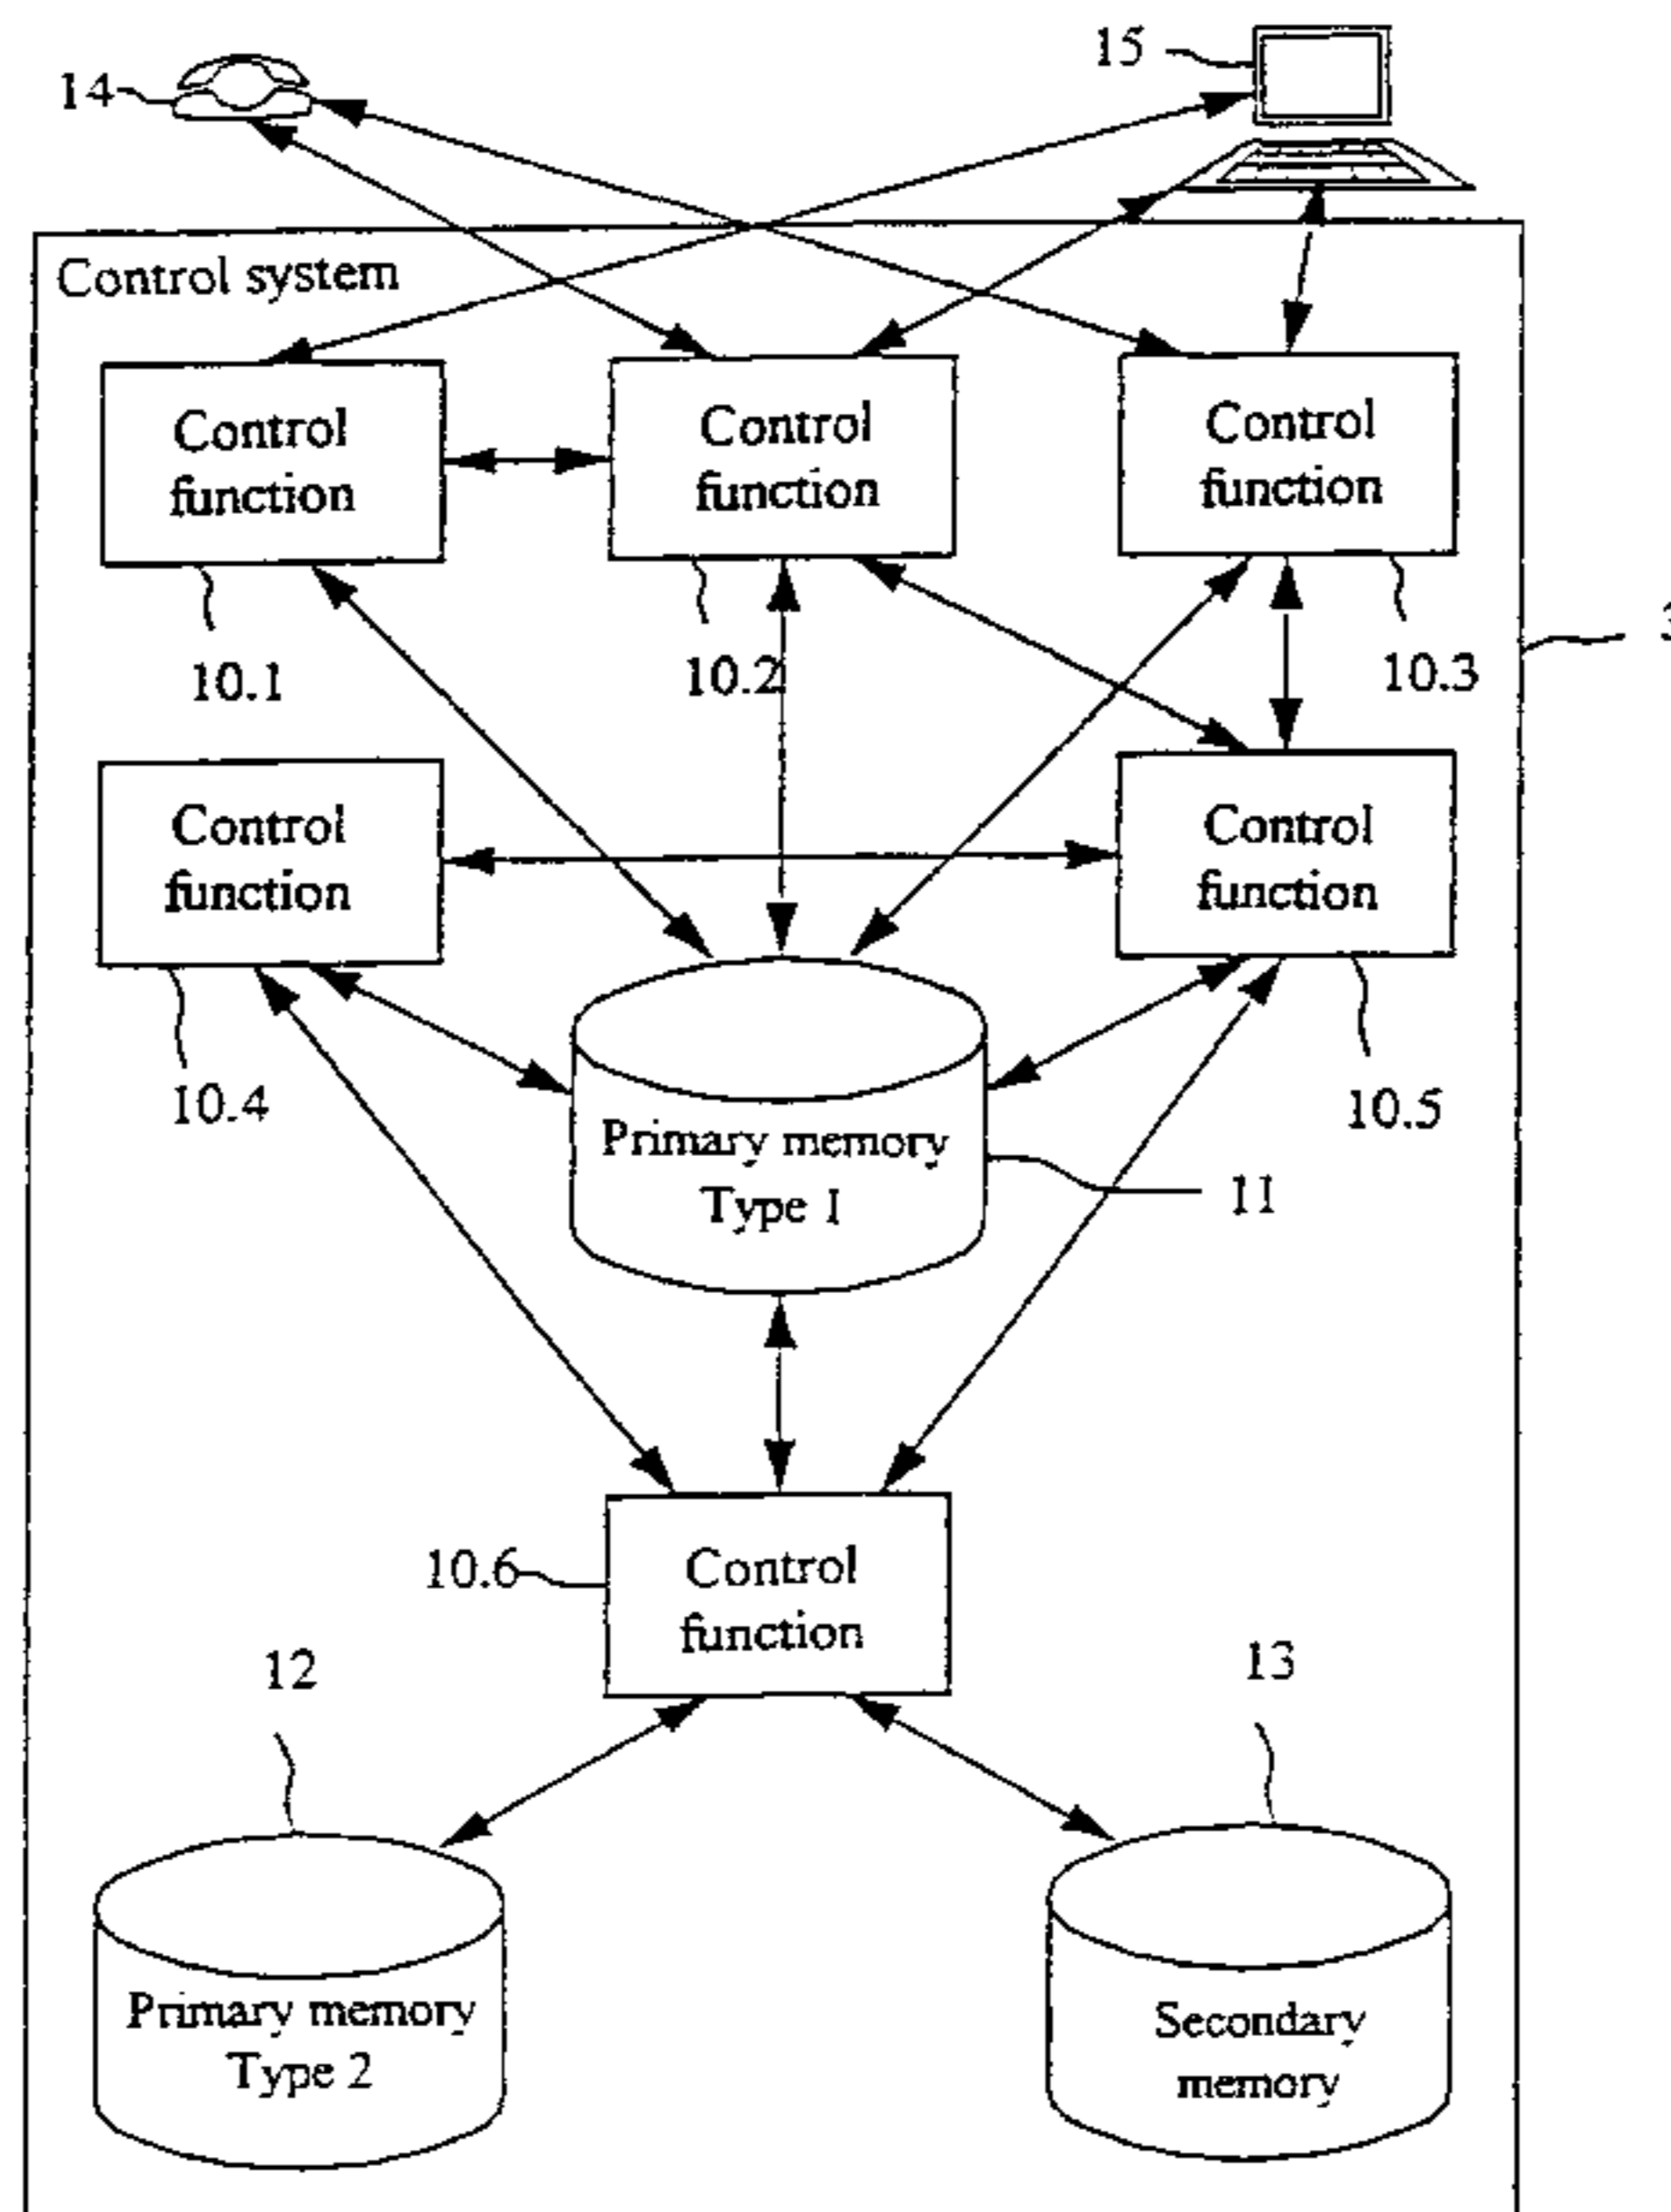 14
15
Control system
Control
function
Control
function
Control
function
10.1
10.2
10.3
3
Control
function
Control
function
10.4
10.5
Primary memory
Type 1
11
10.6
Control
function
12
13
Primary memory
Type 2
Secondary
memory